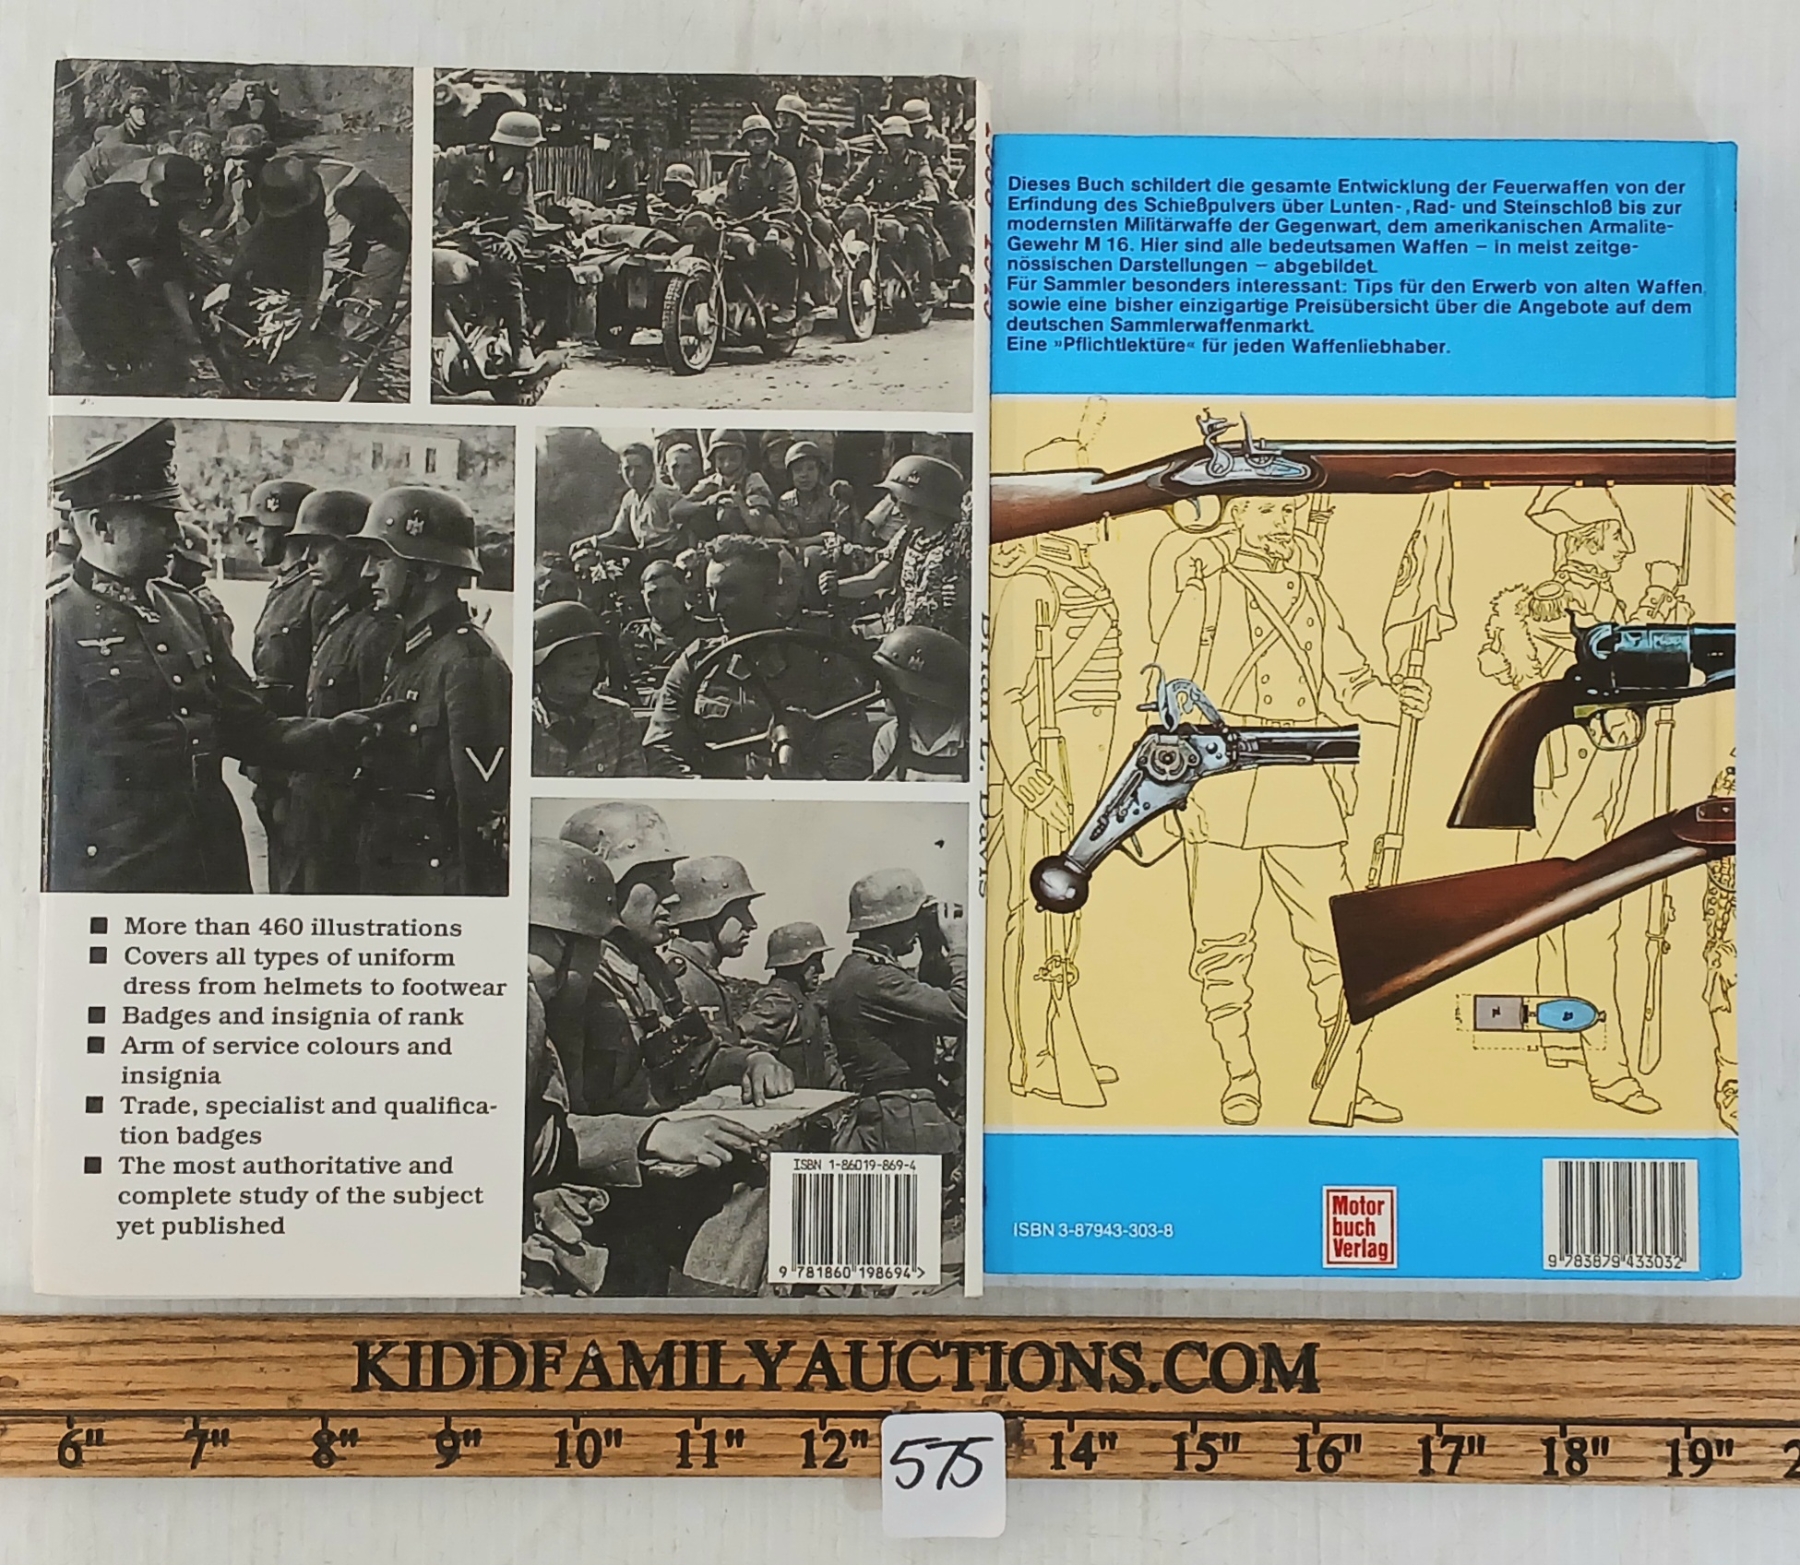 More than 460 illustrations
Covers all types of uniform
dress from helmets to footwear
Badges and insignia of rank
Arm of service colours and
insignia
Trade, specialist and qualifica-
tion badges
The most authoritative and
complete study of the subject
yet published
ISBN 1-86019-869-4
9 781860 198694 >
Brian L. Davis
Dieses Buch schildert die gesamte Entwicklung der Feuerwaffen von der
Erfindung des Schießpulvers über Lunten-, Rad- und Steinschloß bis zur
modernsten Militärwaffe der Gegenwart, dem amerikanischen Armalite-
Gewehr M 16. Hier sind alle bedeutsamen Waffen – in meist zeitge-
nössischen Darstellungen – abgebildet.
Für Sammler besonders interessant: Tips für den Erwerb von alten Waffen,
sowie eine bisher einzigartige Preisübersicht über die Angebote auf dem
deutschen Sammlerwaffenmarkt.
Eine »Pflichtlektüre« für jeden Waffenliebhaber.
ISBN 3-87943-303-8
Motor
buch
Verlag
9 783879 433032
KIDDFAMILYAUCTIONS.COM
6" 7" 8" 9" 10" 11" 12" 14" 15" 16" 17" 18" 19"
575